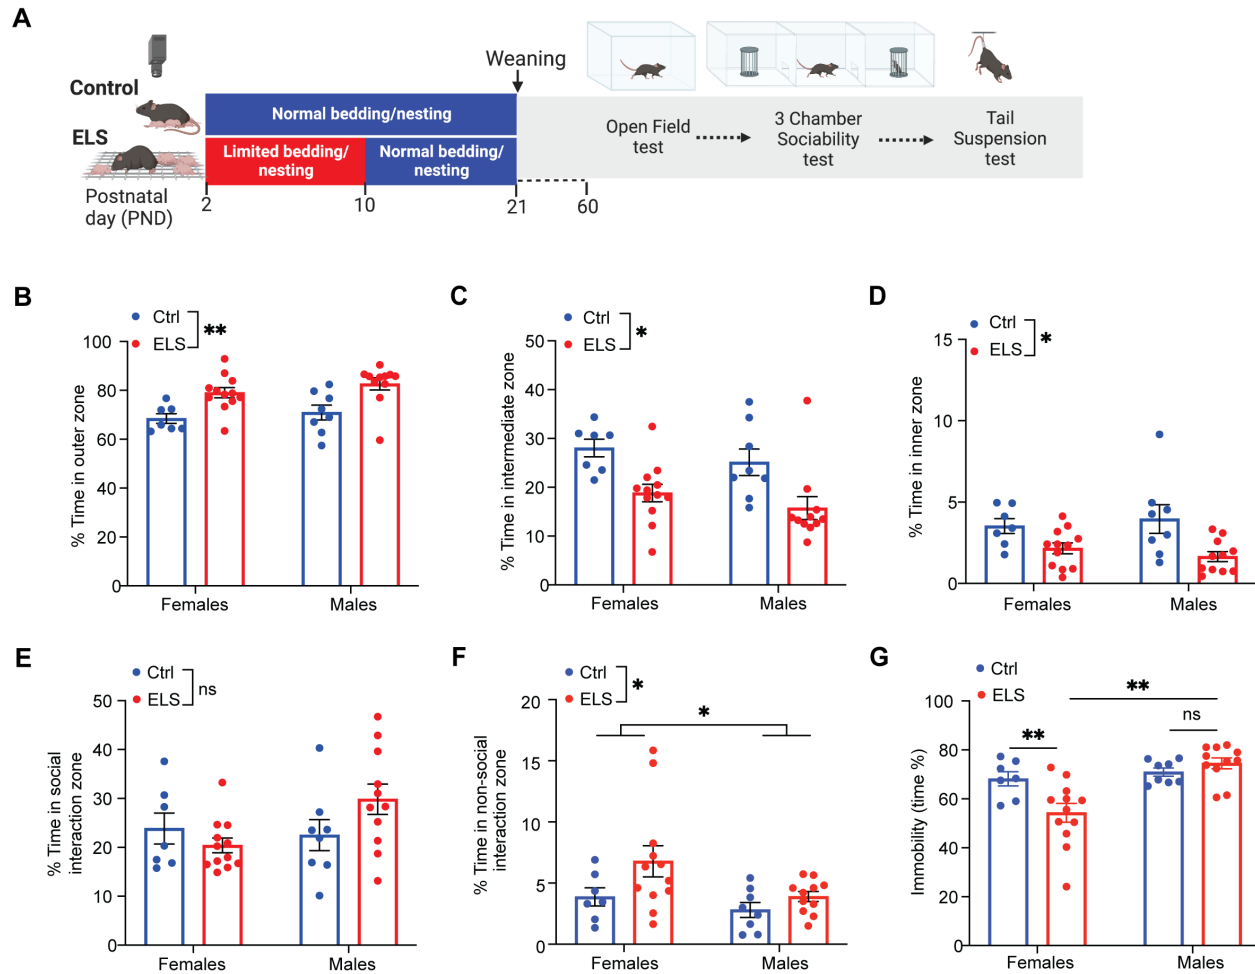 A
Weaning
Control
Normal bedding/nesting
ELS
Limited bedding/
nesting
Normal bedding/
nesting
Open Field
test
3 Chamber
Sociability
test
Tail
Suspension
test
Postnatal
day (PND)
2
10
21
60
B
Ctrl
ELS
**
% Time in outer zone
100
80
60
40
20
0
Females
Males
C
Ctrl
ELS
*
% Time in intermediate zone
50
40
30
20
10
0
Females
Males
D
Ctrl
ELS
*
% Time in inner zone
15
10
5
0
Females
Males
E
Ctrl
ELS
ns
% Time in social
interaction zone
50
40
30
20
10
0
Females
Males
F
Ctrl
ELS
*
*
% Time in non-social
interaction zone
20
15
10
5
0
Females
Males
G
Ctrl
ELS
**
**
ns
Immobility (time %)
100
80
60
40
20
0
Females
Males